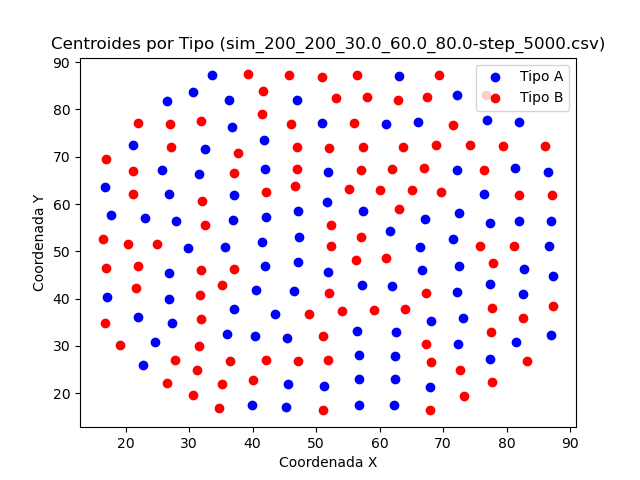 Centroides por Tipo (sim_200_200_30.0_60.0_80.0-step_5000.csv)
Tipo A
Tipo B
90
80
70
60
50
40
30
20
Coordenada Y
20 30 40 50 60 70 80 90
Coordenada X